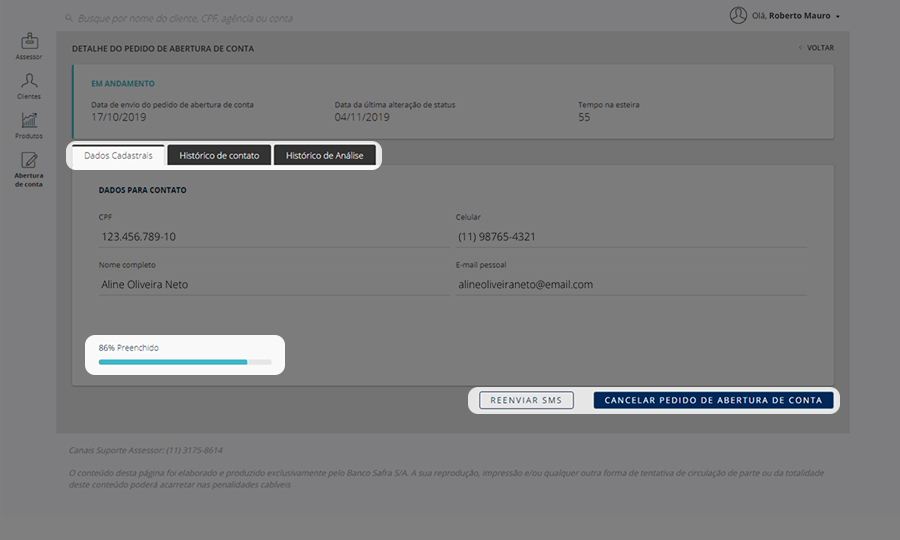 Busque por nome do cliente, CPF, agência ou conta
Olá, Roberto Mauro
Assessor
Clientes
Produtos
Abertura
de conta
DETALHE DO PEDIDO DE ABERTURA DE CONTA
VOLTAR
EM ANDAMENTO
Data de envio do pedido de abertura de conta
17/10/2019
Data da última alteração de status
04/11/2019
Tempo na esteira
55
Dados Cadastrais
Histórico de contato
Histórico de Análise
DADOS PARA CONTATO
CPF
123.456.789-10
Celular
(11) 98765-4321
Nome completo
Aline Oliveira Neto
E-mail pessoal
alineoliveiraneto@email.com
86% Preenchido
REENVIAR SMS
CANCELAR PEDIDO DE ABERTURA DE CONTA
Canais Suporte Assessor: (11) 3175-8614
O conteúdo desta página foi elaborado e produzido exclusivamente pelo Banco Safra S/A. A sua reprodução, impressão e/ou qualquer outra forma de tentativa de circulação de parte ou da totalidade
deste conteúdo poderá acarretar nas penalidades cabíveis